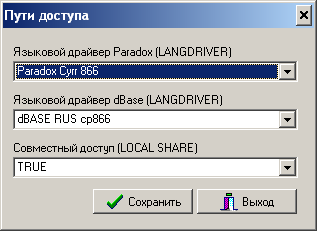 Пути доступа
Языковой драйвер Paradox (LANGDRIVER)
Paradox Cyrr 866
Языковой драйвер dBase (LANGDRIVER)
dBASE RUS cp866
Совместный доступ (LOCAL SHARE)
TRUE
Сохранить
Выход